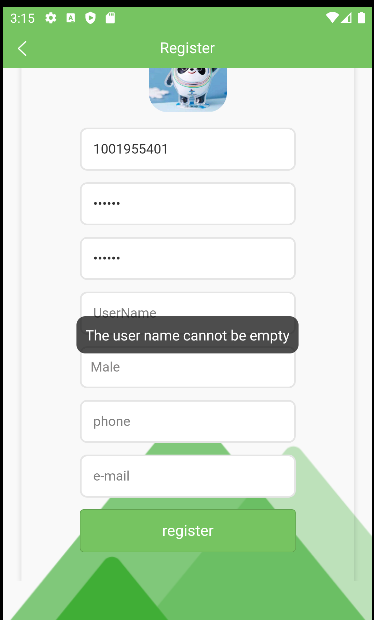 3:15
Register
1001955401
••••••
••••••
UserName
The user name cannot be empty
Male
phone
e-mail
register